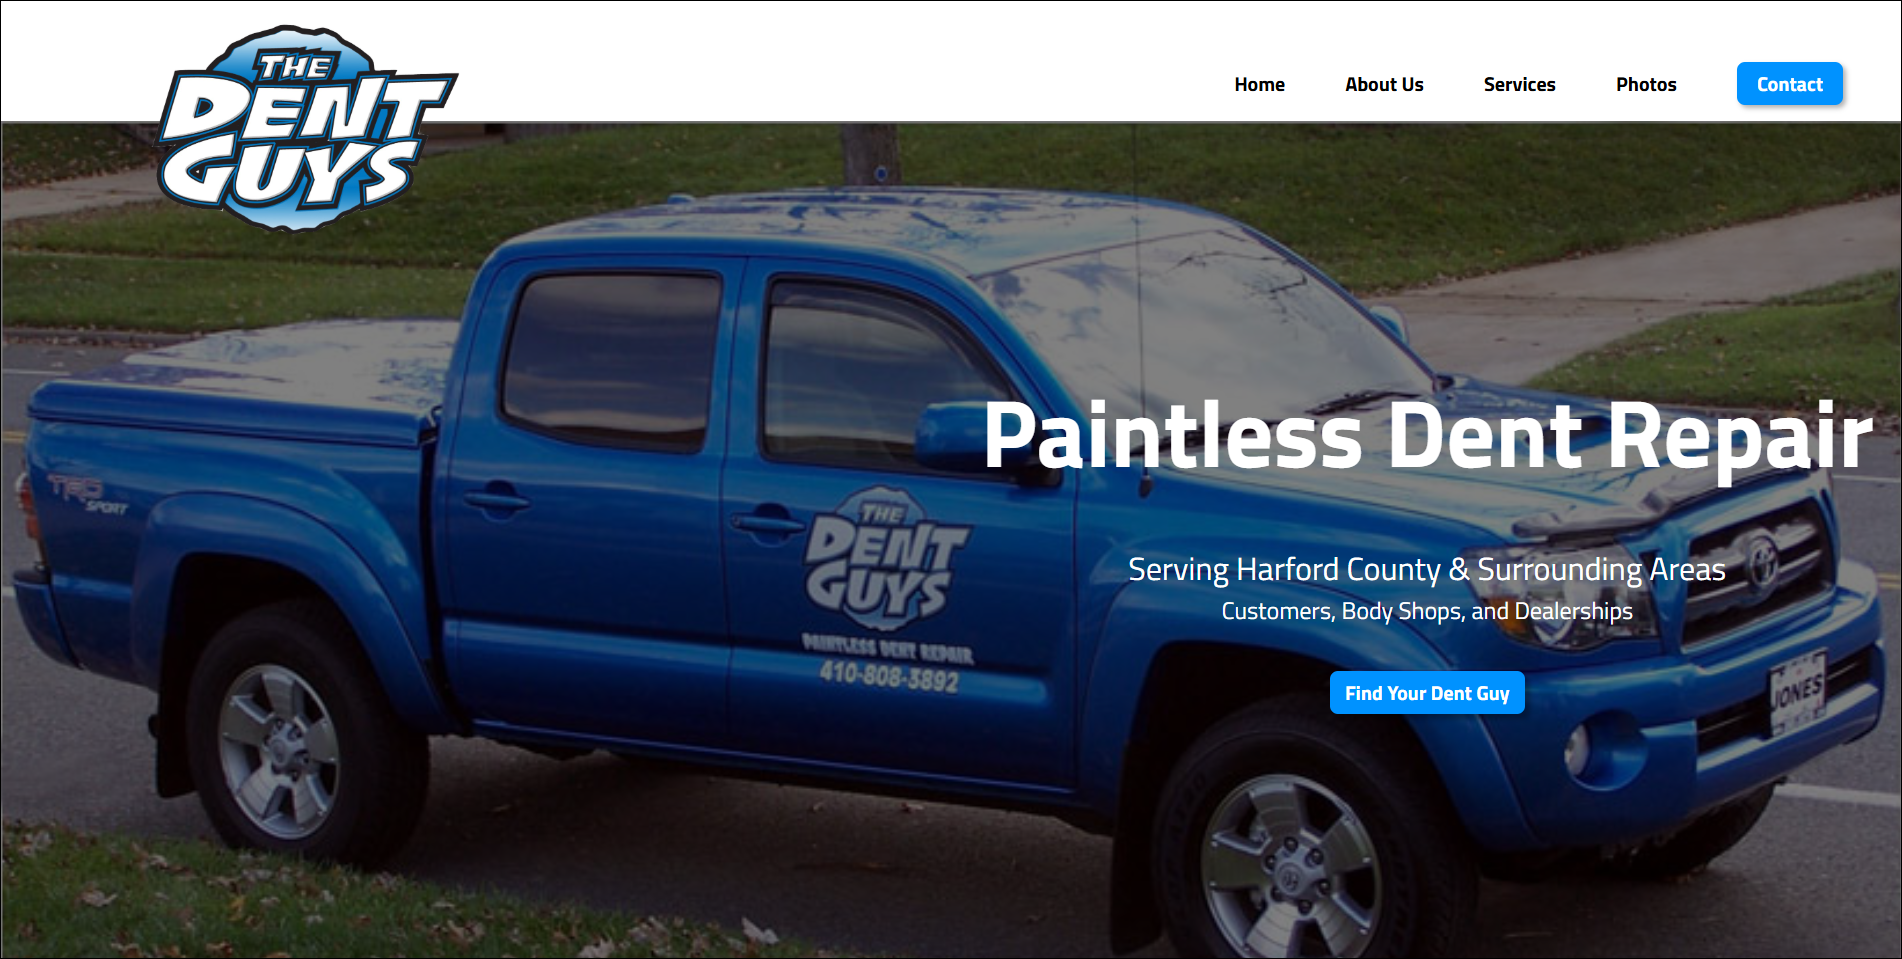 THE
DENT
GUYS
Home
About Us
Services
Photos
Contact
Paintless Dent Repair
Serving Harford County & Surrounding Areas
Customers, Body Shops, and Dealerships
Find Your Dent Guy
TRD
SPORT
THE
DENT
GUYS
PAINTLESS DENT REPAIR
410-808-3892
JONES